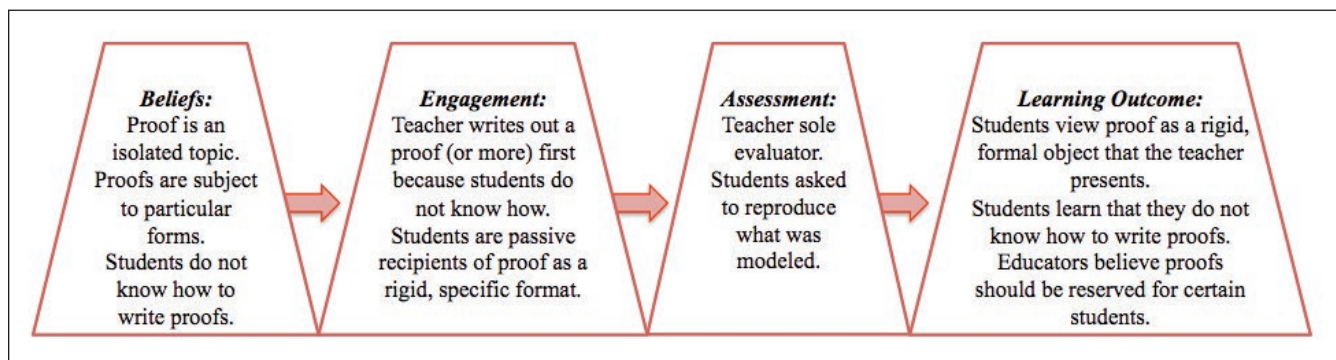 Beliefs:
Proof is an
isolated topic.
Proofs are subject
to particular
forms.
Students do not
know how to
write proofs.
Engagement:
Teacher writes out a
proof (or more) first
because students do
not know how.
Students are passive
recipients of proof as a
rigid, specific format.
Assessment:
Teacher sole
evaluator.
Students asked
to reproduce
what was
modeled.
Learning Outcome:
Students view proof as a rigid,
formal object that the teacher
presents.
Students learn that they do not
know how to write proofs.
Educators believe proofs
should be reserved for certain
students.